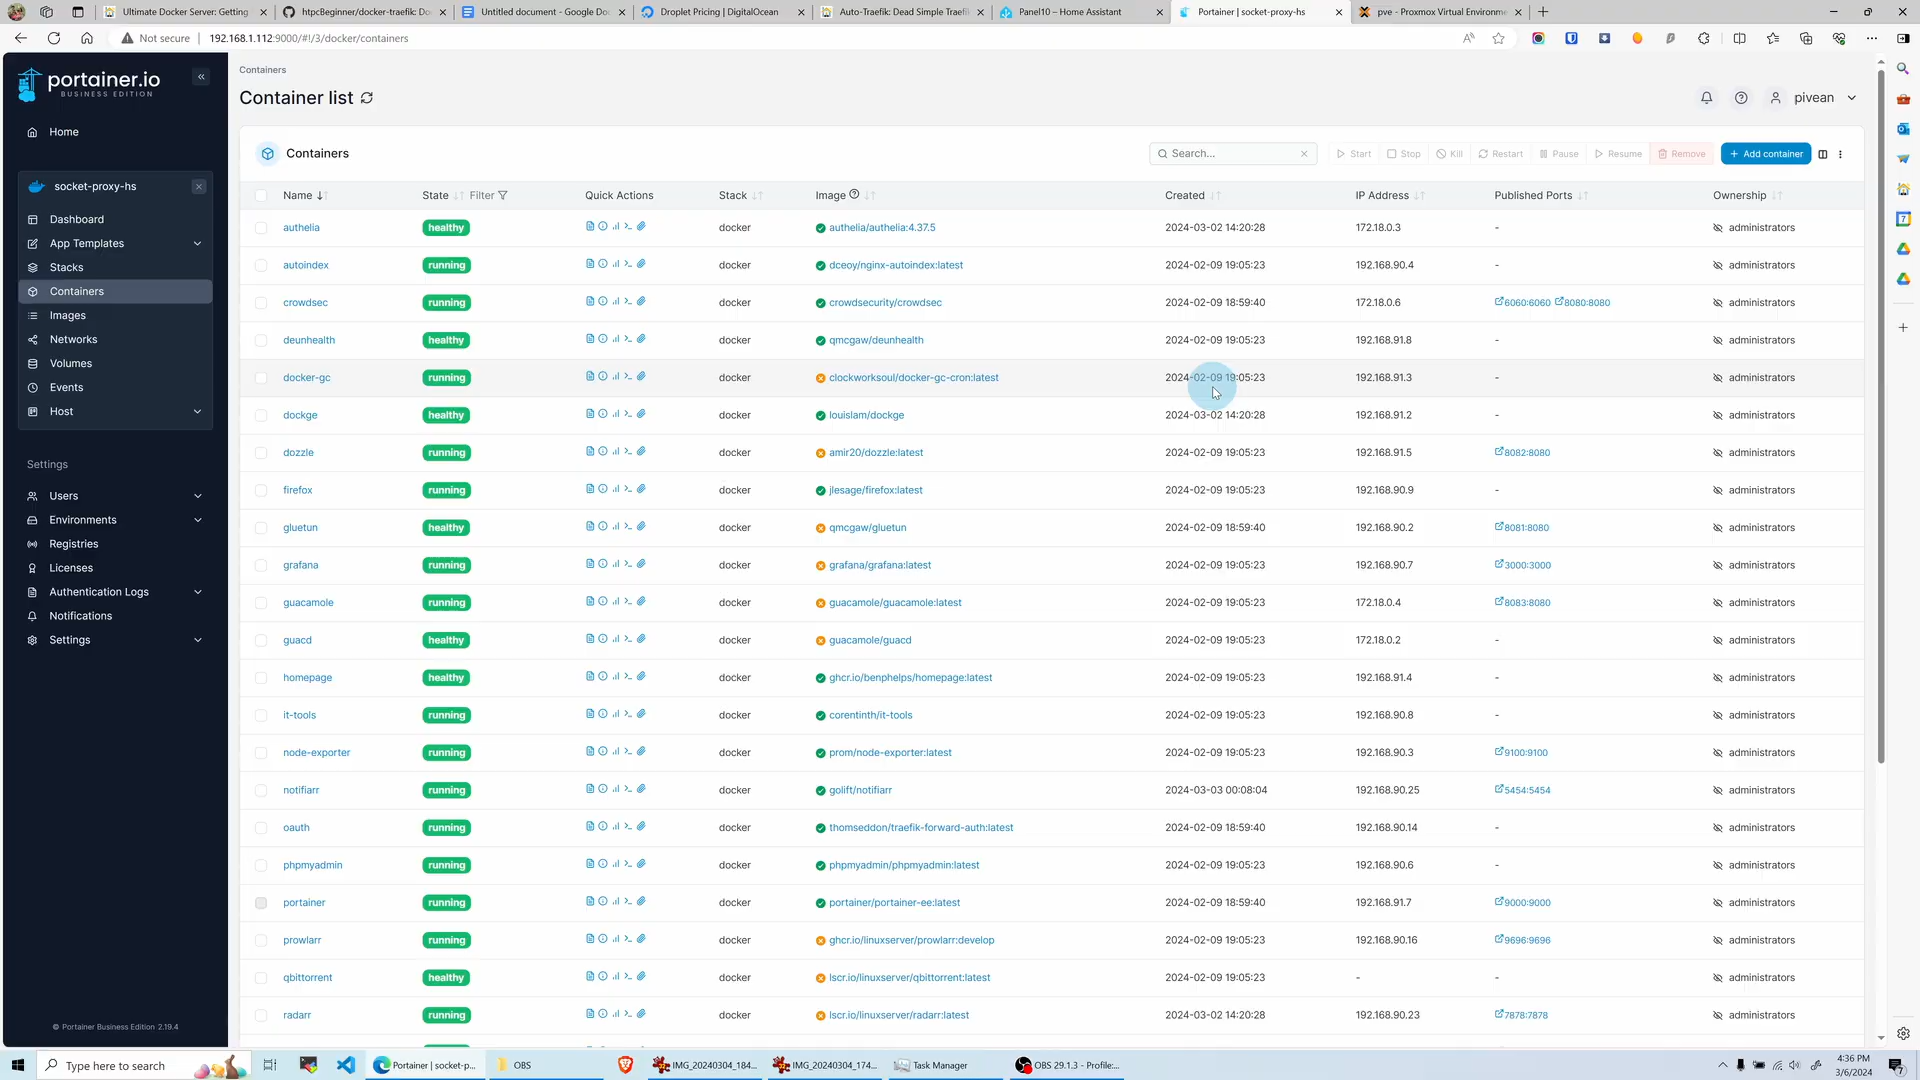 Ultimate Docker Server: Getting
htpcBeginner/docker-traefik: Do
Untitled document - Google Do
Droplet Pricing | DigitalOcean
Auto-Traefik: Dead Simple Traefi
Panel10 – Home Assistant
Portainer | socket-proxy-hs
pve - Proxmox Virtual Environme
Not secure
192.168.1.112:9000/#!/3/docker/containers
portainer.io
BUSINESS EDITION
Home
socket-proxy-hs
Dashboard
App Templates
Stacks
Containers
Images
Networks
Volumes
Events
Host
Settings
Users
Environments
Registries
Licenses
Authentication Logs
Notifications
Settings
© Portainer Business Edition 2.19.4
Containers
Container list
pivean
Containers
Search... Start Stop Kill Restart Pause Resume Remove + Add container
Name State Filter Quick Actions Stack Image Created IP Address Published Ports Ownership
authelia healthy docker authelia/authelia:4.37.5 2024-03-02 14:20:28 172.18.0.3 - administrators
autoindex running docker dceoy/nginx-autoindex:latest 2024-02-09 19:05:23 192.168.90.4 - administrators
crowdsec running docker crowdsecurity/crowdsec 2024-02-09 18:59:40 172.18.0.6 6060:6060 8080:8080 administrators
deunhealth healthy docker qmcgaw/deunhealth 2024-02-09 19:05:23 192.168.91.8 - administrators
docker-gc running docker clockworksoul/docker-gc-cron:latest 2024-02-09 19:05:23 192.168.91.3 - administrators
dockge healthy docker louislam/dockge 2024-03-02 14:20:28 192.168.91.2 - administrators
dozzle running docker amir20/dozzle:latest 2024-02-09 19:05:23 192.168.91.5 8082:8080 administrators
firefox running docker jlesage/firefox:latest 2024-02-09 19:05:23 192.168.90.9 - administrators
gluetun healthy docker qmcgaw/gluetun 2024-02-09 18:59:40 192.168.90.2 8081:8080 administrators
grafana running docker grafana/grafana:latest 2024-02-09 19:05:23 192.168.90.7 3000:3000 administrators
guacamole running docker guacamole/guacamole:latest 2024-02-09 19:05:23 172.18.0.4 8083:8080 administrators
guacd healthy docker guacamole/guacd 2024-02-09 19:05:23 172.18.0.2 - administrators
homepage healthy docker ghcr.io/benphelps/homepage:latest 2024-02-09 19:05:23 192.168.91.4 - administrators
it-tools running docker corentinth/it-tools 2024-02-09 19:05:23 192.168.90.8 - administrators
node-exporter running docker prom/node-exporter:latest 2024-02-09 19:05:23 192.168.90.3 9100:9100 administrators
notifiarr running docker golift/notifiarr 2024-03-03 00:08:04 192.168.90.25 5454:5454 administrators
oauth running docker thomseddon/traefik-forward-auth:latest 2024-02-09 18:59:40 192.168.90.14 - administrators
phpmyadmin running docker phpmyadmin/phpmyadmin:latest 2024-02-09 19:05:23 192.168.90.6 - administrators
portainer running docker portainer/portainer-ee:latest 2024-02-09 18:59:40 192.168.91.7 9000:9000 administrators
prowlarr running docker ghcr.io/linuxserver/prowlarr:develop 2024-02-09 19:05:23 192.168.90.16 9696:9696 administrators
qbittorrent healthy docker lscr.io/linuxserver/qbittorrent:latest 2024-02-09 19:05:23 - - administrators
radarr running docker lscr.io/linuxserver/radarr:latest 2024-03-02 14:20:28 192.168.90.23 7878:7878 administrators
Type here to search
Portainer | socket-p...
OBS
IMG_20240304_184...
IMG_20240304_174...
Task Manager
OBS 29.1.3 - Profile:...
4:36 PM
3/6/2024